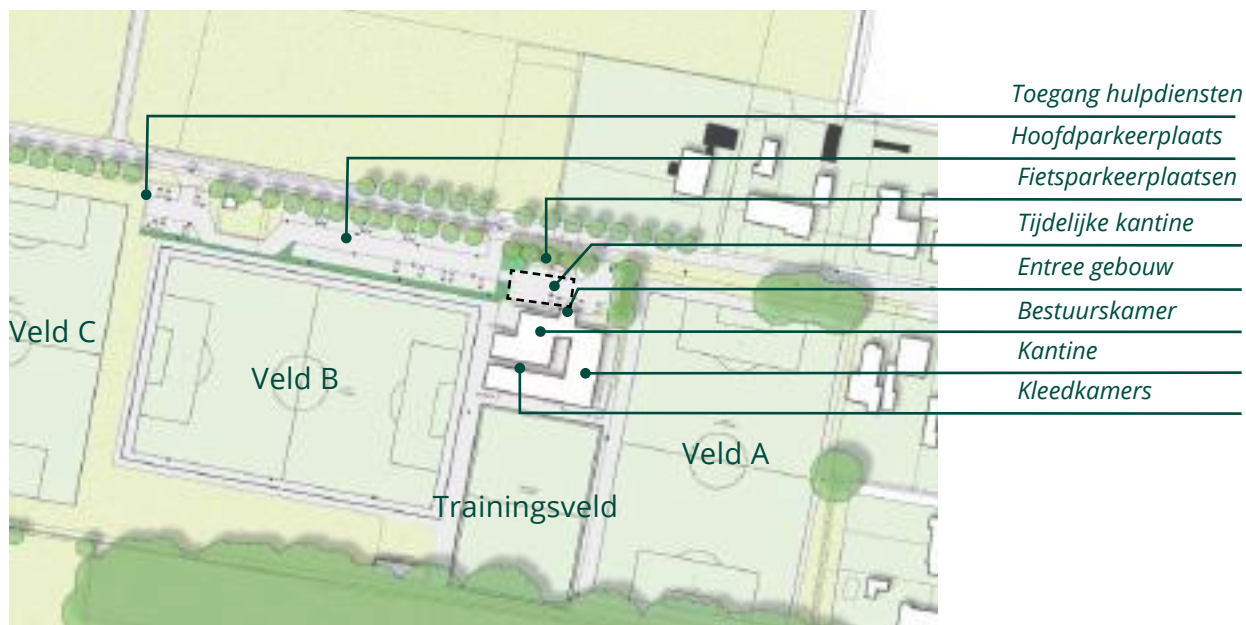 Toegang hulpdiensten
Hoofdparkeerplaats
Fietsparkeerplaatsen
Tijdelijke kantine
Entree gebouw
Bestuurskamer
Kantine
Kleedkamers
Veld C
Veld B
Veld A
Trainingsveld